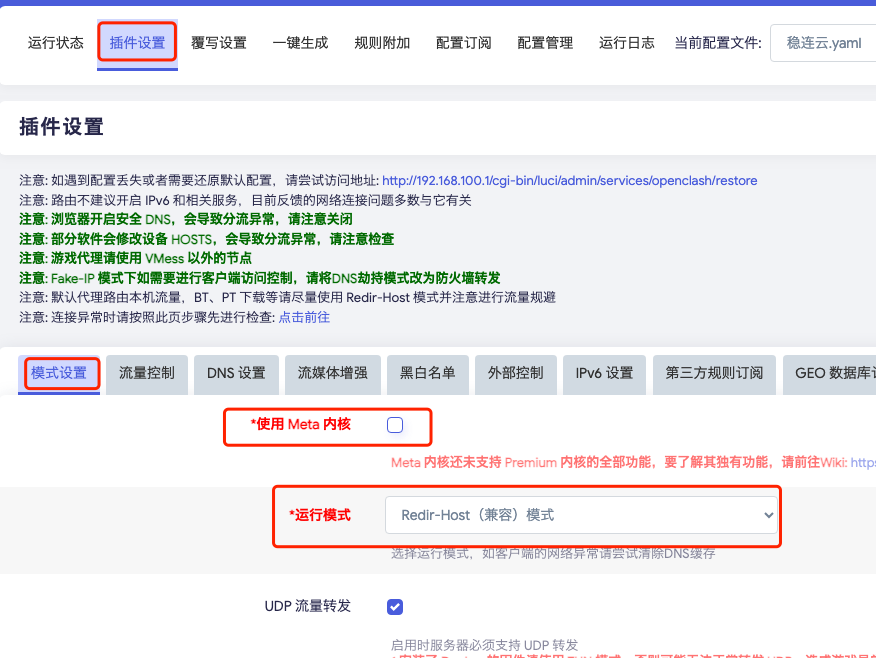 运行状态 插件设置 覆写设置 一键生成 规则附加 配置订阅 配置管理 运行日志 当前配置文件: 稳连云.yaml
插件设置
注意: 如遇到配置丢失或者需要还原默认配置，请尝试访问地址: http://192.168.100.1/cgi-bin/luci/admin/services/openclash/restore
注意: 路由不建议开启 IPv6 和相关服务，目前反馈的网络连接问题多数与它有关
注意: 浏览器开启安全 DNS，会导致分流异常，请注意关闭
注意: 部分软件会修改设备 HOSTS，会导致分流异常，请注意检查
注意: 游戏代理请使用 VMess 以外的节点
注意: Fake-IP 模式下如需要进行客户端访问控制，请将DNS劫持模式改为防火墙转发
注意: 默认代理路由本机流量，BT、PT 下载等请尽量使用 Redir-Host 模式并注意进行流量规避
注意: 连接异常时请按照此页步骤先进行检查: 点击前往
模式设置 流量控制 DNS 设置 流媒体增强 黑白名单 外部控制 IPv6 设置 第三方规则订阅 GEO 数据库
*使用 Meta 内核
Meta 内核还未支持 Premium 内核的全部功能，要了解其独有功能，请前往Wiki: https
*运行模式 Redir-Host（兼容）模式
选择运行模式，如客户端的网络异常请尝试清除DNS缓存
UDP 流量转发
启用时服务器必须支持 UDP 转发